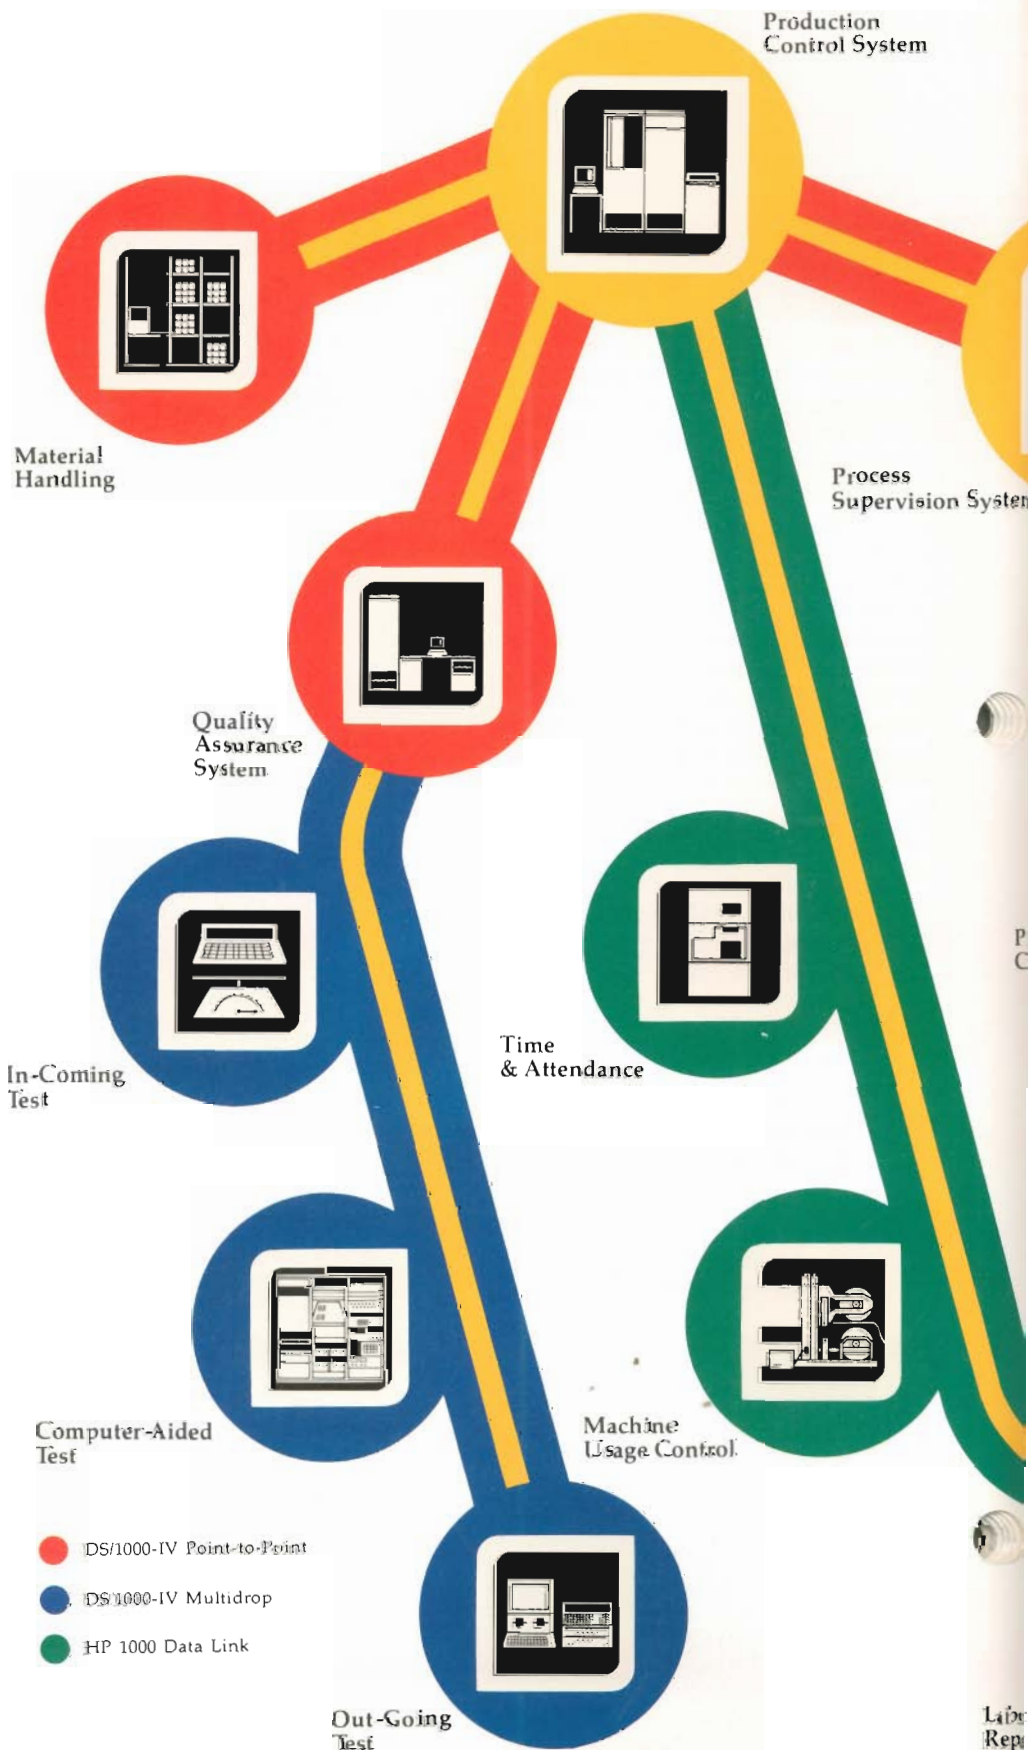 Production
Control System
Material
Handling
Process
Supervision
Quality
Assurance
System
Time
& Attendance
In-Coming
Test
Computer-Aided
Test
Machine
Usage Control
DS/1000-IV Point-to-Point
DS/1000-IV Multidrop
HP 1000 Data Link
Out-Going
Test